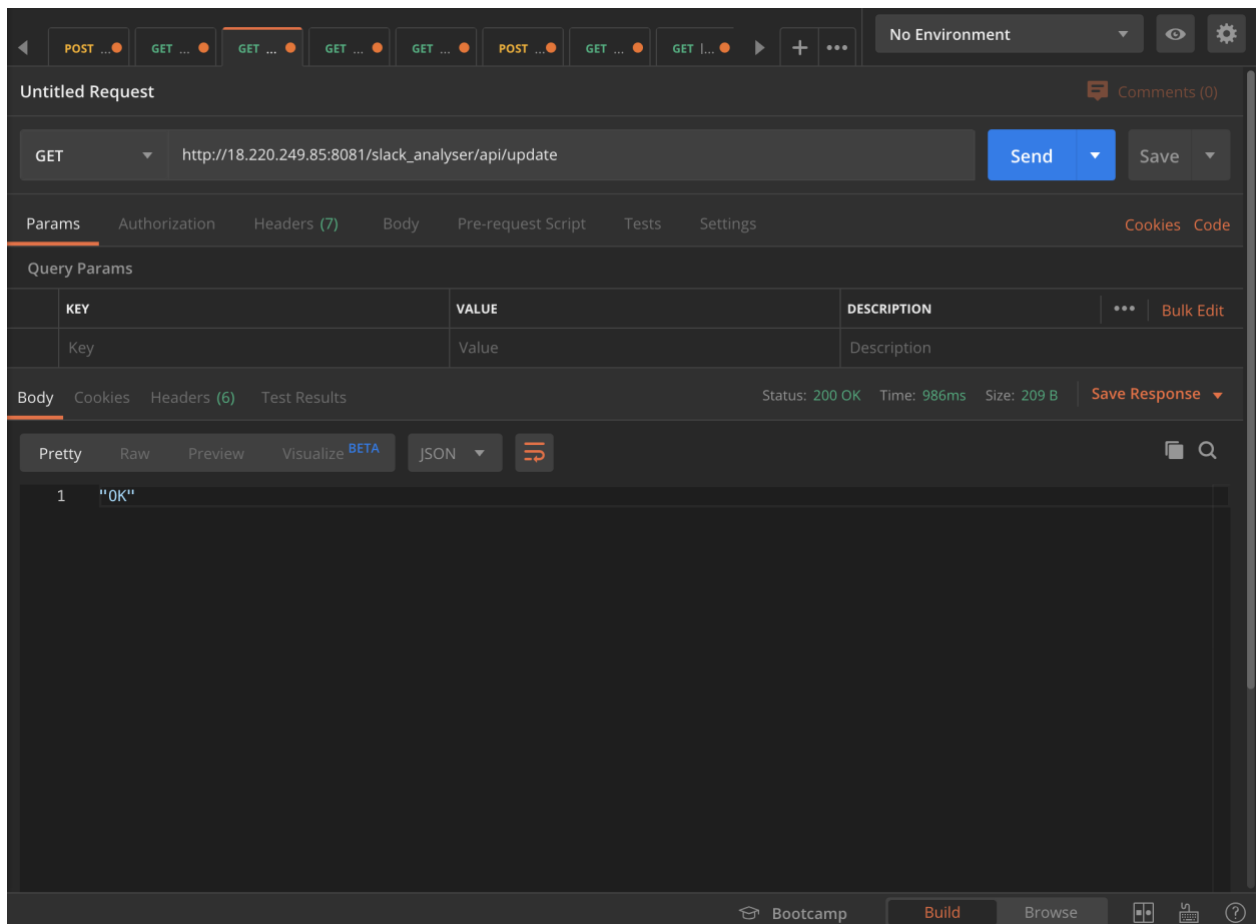 POST ... GET ... GET ... GET ... GET ... POST ... GET ... GET |... + ••• No Environment
Untitled Request Comments (0)
GET http://18.220.249.85:8081/slack_analyser/api/update Send Save
Params Authorization Headers (7) Body Pre-request Script Tests Settings Cookies Code
Query Params
KEY VALUE DESCRIPTION ••• Bulk Edit
Key Value Description
Body Cookies Headers (6) Test Results Status: 200 OK Time: 986ms Size: 209 B Save Response
Pretty Raw Preview Visualize BETA JSON
1 "OK"
Bootcamp Build Browse